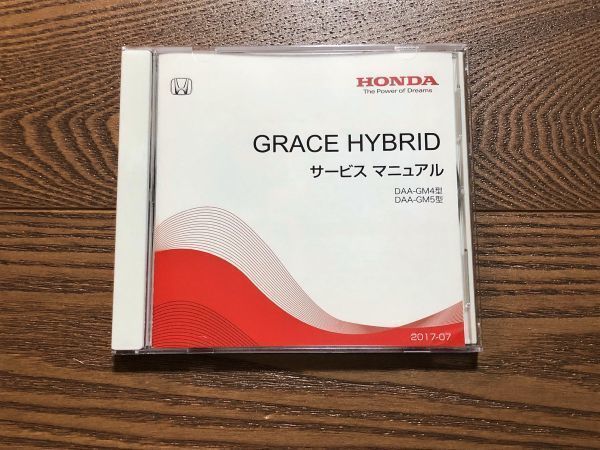 HONDA
The Power of Dreams
GRACE HYBRID
サービス マニュアル
DAA-GM4型
DAA-GM5型
2017-07